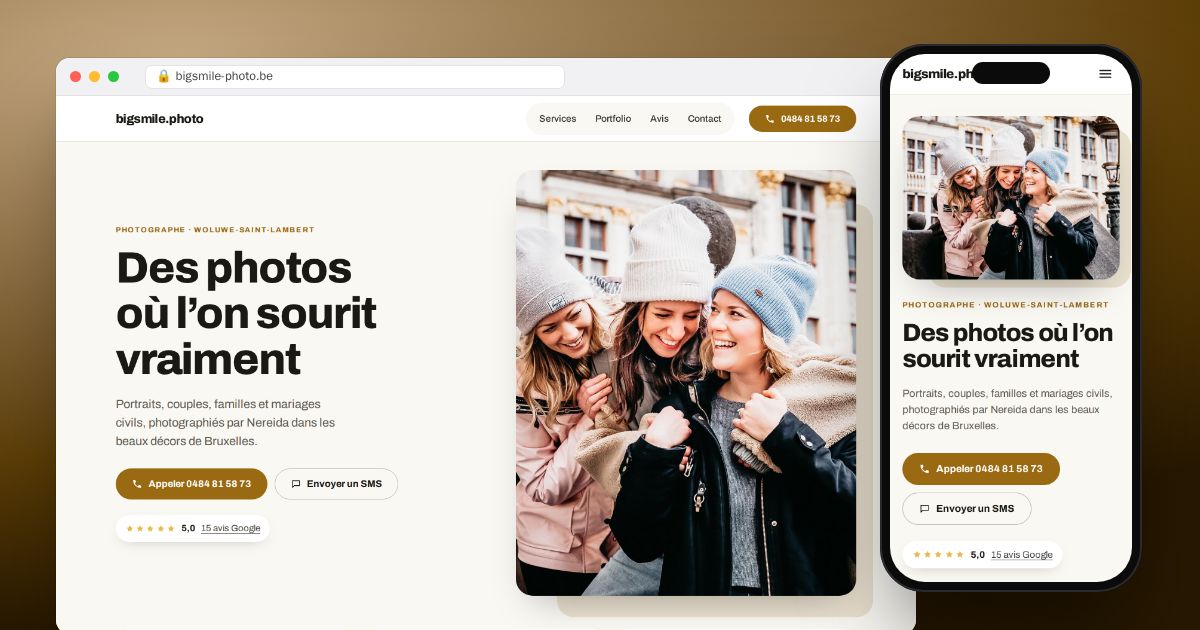 bigsmile-photo.be
bigsmile.photo
Services Portfolio Avis Contact 0484 81 58 73
PHOTOGRAPHE · WOLUWE-SAINT-LAMBERT
Des photos
où l’on sourit
vraiment
Portraits, couples, familles et mariages
civils, photographiés par Nereida dans les
beaux décors de Bruxelles.
Appeler 0484 81 58 73 Envoyer un SMS
5,0 15 avis Google
bigsmile.ph
PHOTOGRAPHE · WOLUWE-SAINT-LAMBERT
Des photos où l’on
sourit vraiment
Portraits, couples, familles et mariages civils,
photographiés par Nereida dans les beaux
décors de Bruxelles.
Appeler 0484 81 58 73
Envoyer un SMS
5,0 15 avis Google